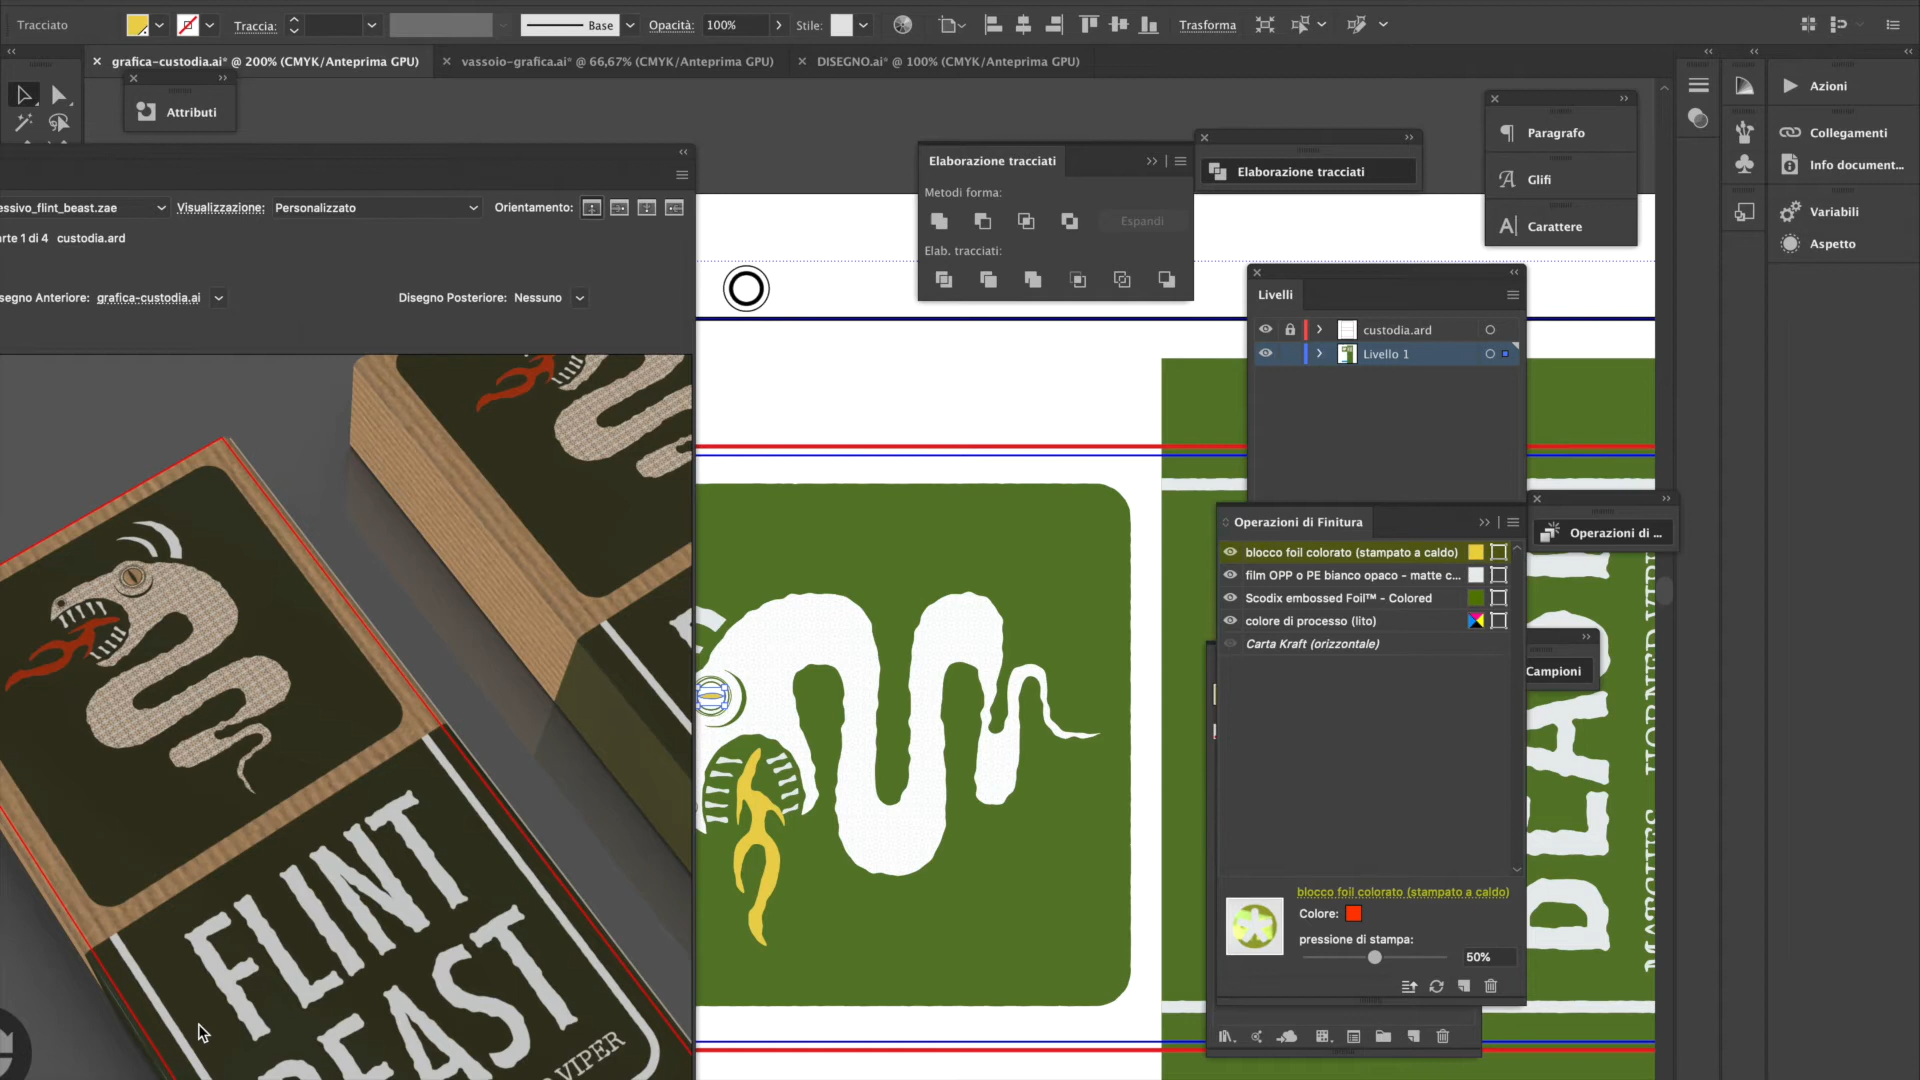 Tracciato
Traccia:
Base
Opacità:
100%
Stile:
Trasforma
grafica-custodia.ai* @ 200% (CMYK/Anteprima GPU)
vassoio-grafica.ai* @ 66,67% (CMYK/Anteprima GPU)
DISEGNO.ai* @ 100% (CMYK/Anteprima GPU)
Attributi
essivo_flint_beast.zae
Visualizzazione:
Personalizzato
Orientamento:
arte 1 di 4 custodia.ard
segno Anteriore: grafica-custodia.ai
Disegno Posteriore: Nessuno
Elaborazione tracciati
Metodi forma:
Espandi
Elab. tracciati:
Elaborazione tracciati
Paragrafo
Glifi
Carattere
Azioni
Collegamenti
Info document...
Variabili
Aspetto
Livelli
custodia.ard
Livello 1
Operazioni di Finitura
Operazioni di ...
blocco foil colorato (stampato a caldo)
film OPP o PE bianco opaco - matte c...
Scodix embossed Foil™ - Colored
colore di processo (lito)
Carta Kraft (orizzontale)
Campioni
blocco foil colorato (stampato a caldo)
Colore:
pressione di stampa:
50%
FLINT
BEAST
VIPER